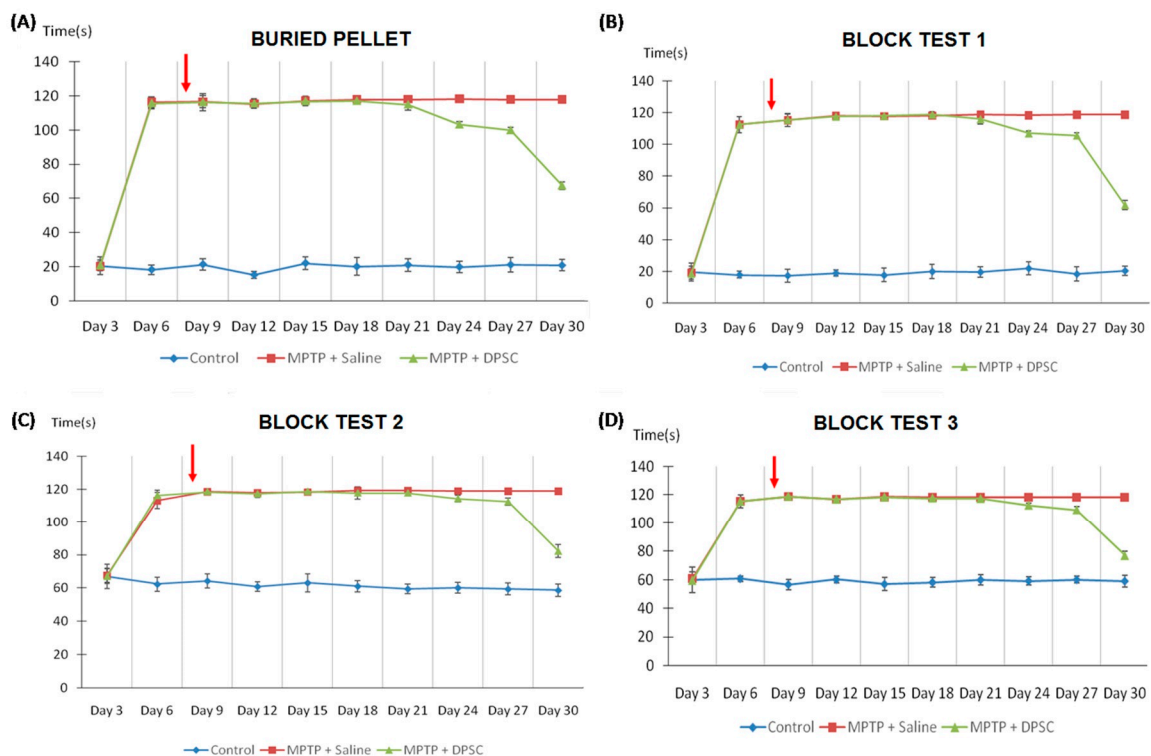 (A)
Time(s)
BURIED PELLET
140
120
100
80
60
40
20
0
Day 3 Day 6 Day 9 Day 12 Day 15 Day 18 Day 21 Day 24 Day 27 Day 30
Control MPTP + Saline MPTP + DPSC
(B)
Time(s)
BLOCK TEST 1
140
120
100
80
60
40
20
0
Day 3 Day 6 Day 9 Day 12 Day 15 Day 18 Day 21 Day 24 Day 27 Day 30
Control MPTP + Saline MPTP + DPSC
(C)
Time(s)
BLOCK TEST 2
140
120
100
80
60
40
20
0
Day 3 Day 6 Day 9 Day 12 Day 15 Day 18 Day 21 Day 24 Day 27 Day 30
Control MPTP + Saline MPTP + DPSC
(D)
Time(s)
BLOCK TEST 3
140
120
100
80
60
40
20
0
Day 3 Day 6 Day 9 Day 12 Day 15 Day 18 Day 21 Day 24 Day 27 Day 30
Control MPTP + Saline MPTP + DPSC